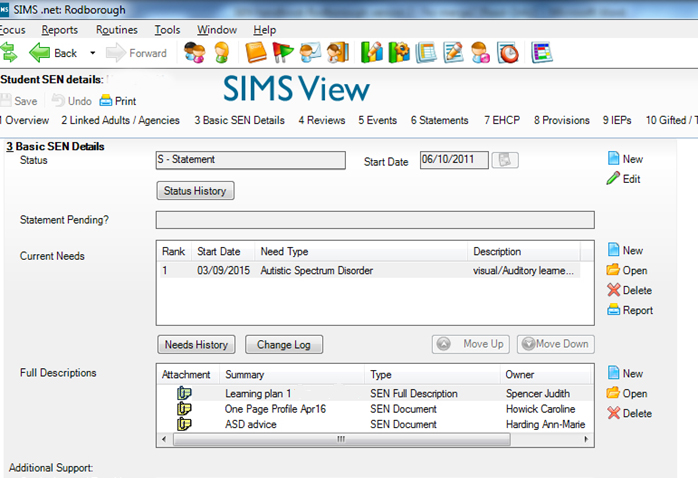 SIMS .net: Rodborough
Focus Reports Routines Tools Window Help
Back Forward
Student SEN details:
SIMS View
Save Undo Print
1 Overview 2 Linked Adults / Agencies 3 Basic SEN Details 4 Reviews 5 Events 6 Statements 7 EHCP 8 Provisions 9 IEPs 10 Gifted / T
3 Basic SEN Details
Status S - Statement Start Date 06/10/2011 New
Edit
Status History
Statement Pending?
Current Needs Rank Start Date Need Type Description New
1 03/09/2015 Autistic Spectrum Disorder visual/Auditory learne... Open
Delete
Report
Needs History Change Log Move Up Move Down
Full Descriptions Attachment Summary Type Owner New
Learning plan 1 SEN Full Description Spencer Judith Open
One Page Profile Apr16 SEN Document Howick Caroline Delete
ASD advice SEN Document Harding Ann-Marie
Additional Support: